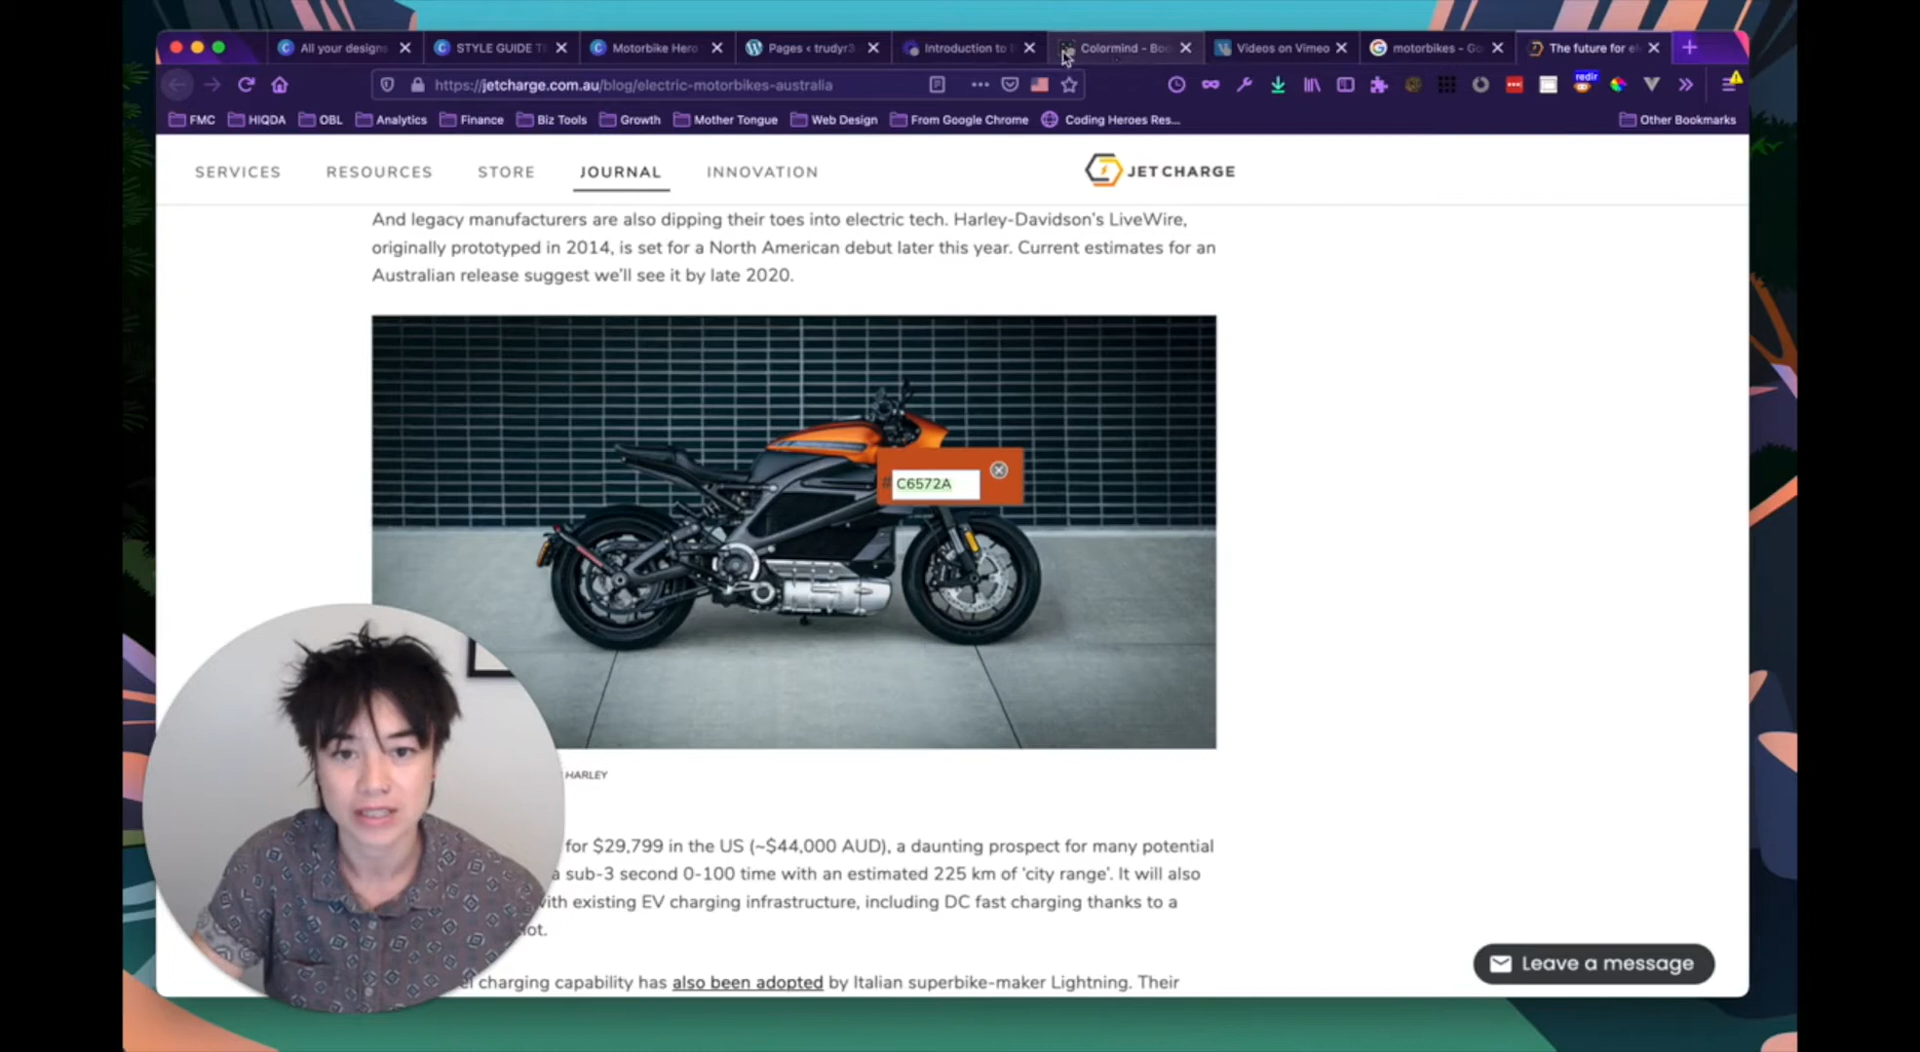 All your designs
STYLE GUIDE T
Motorbike Hero
Pages ‹ trudyr
Introduction to
Colormind - Boo
Videos on Vimeo
motorbikes - Go
The future for el
https://jetcharge.com.au/blog/electric-motorbikes-australia
redir
FMC
HIQDA
OBL
Analytics
Finance
Biz Tools
Growth
Mother Tongue
Web Design
From Google Chrome
Coding Heroes Res...
Other Bookmarks
SERVICES
RESOURCES
STORE
JOURNAL
INNOVATION
JETCHARGE
And legacy manufacturers are also dipping their toes into electric tech. Harley-Davidson's LiveWire,
originally prototyped in 2014, is set for a North American debut later this year. Current estimates for an
Australian release suggest we'll see it by late 2020.
# C6572A
HARLEY
for $29,799 in the US (~$44,000 AUD), a daunting prospect for many potential
a sub-3 second 0-100 time with an estimated 225 km of 'city range'. It will also
with existing EV charging infrastructure, including DC fast charging thanks to a
lot.
el charging capability has also been adopted by Italian superbike-maker Lightning. Their
Leave a message